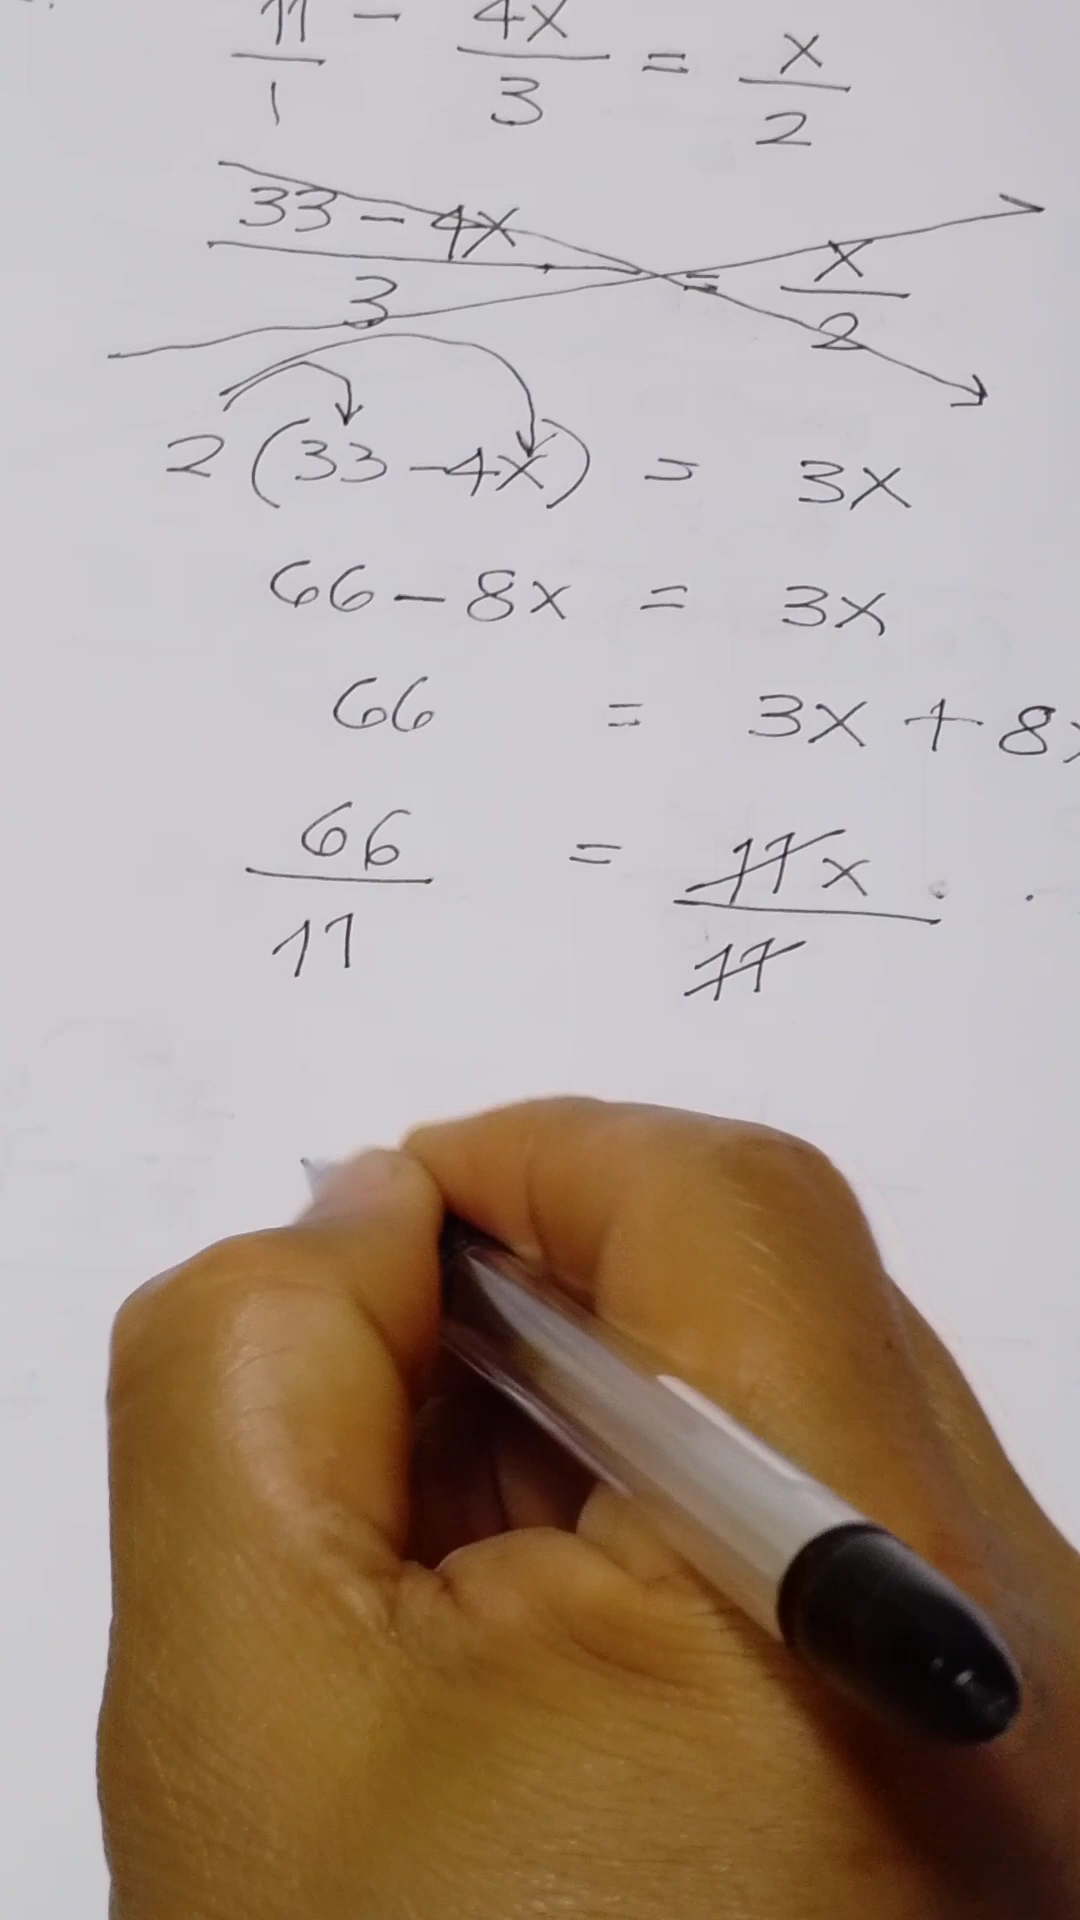 11/1 - 4x/3 = x/2
33 - 4x/3 = x/2
2(33 - 4x) = 3x
66 - 8x = 3x
66 = 3x + 8x
66/11 = 11x/11